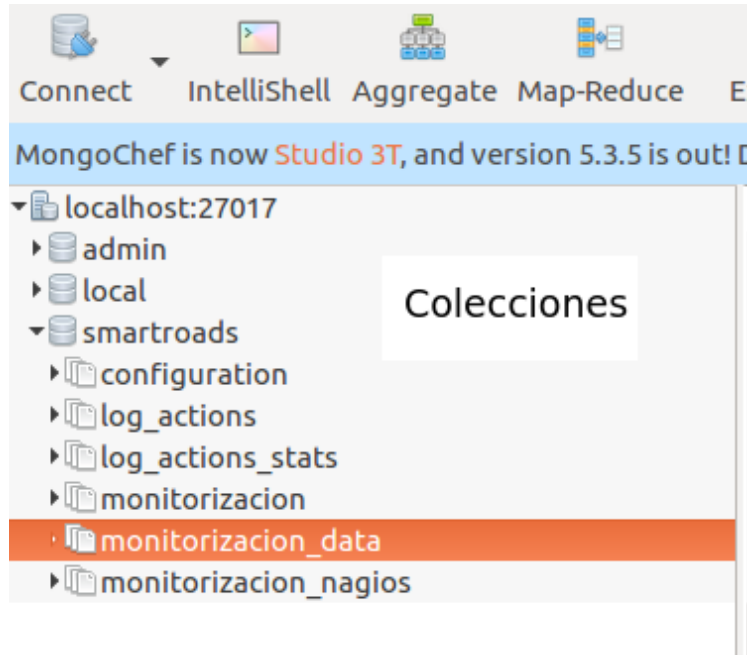 Connect IntelliShell Aggregate Map-Reduce E
MongoChef is now Studio 3T, and version 5.3.5 is out! D
localhost:27017
admin
local
Colecciones
smartroads
configuration
log_actions
log_actions_stats
monitorizacion
monitorizacion_data
monitorizacion_nagios